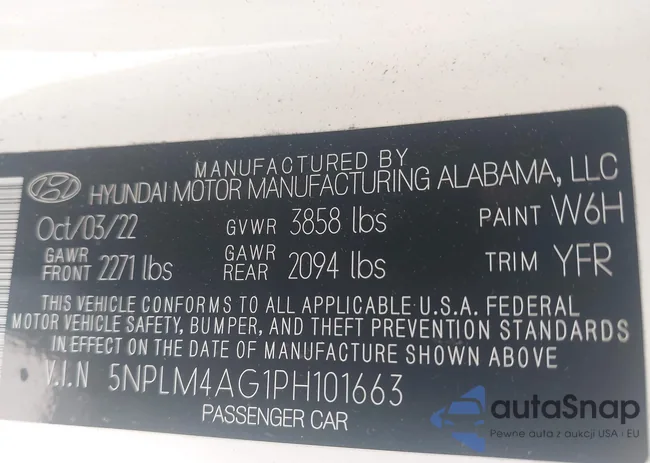 MANUFACTURED BY
HYUNDAI MOTOR MANUFACTURING ALABAMA, LLC
Oct/03/22 GVWR 3858 lbs PAINT W6H
GAWR FRONT 2271 lbs GAWR REAR 2094 lbs TRIM YFR
THIS VEHICLE CONFORMS TO ALL APPLICABLE U.S.A. FEDERAL
MOTOR VEHICLE SAFETY, BUMPER, AND THEFT PREVENTION STANDARDS
IN EFFECT ON THE DATE OF MANUFACTURE SHOWN ABOVE
V.I.N 5NPLM4AG1PH101663
PASSENGER CAR
autaSnap
Pewne auta z aukcji USA i EU